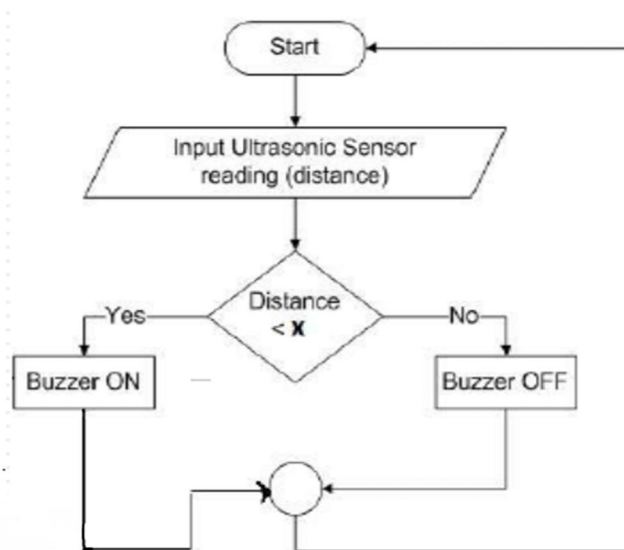 Start
Input Ultrasonic Sensor
reading (distance)
Distance
< X
Yes
No
Buzzer ON
Buzzer OFF